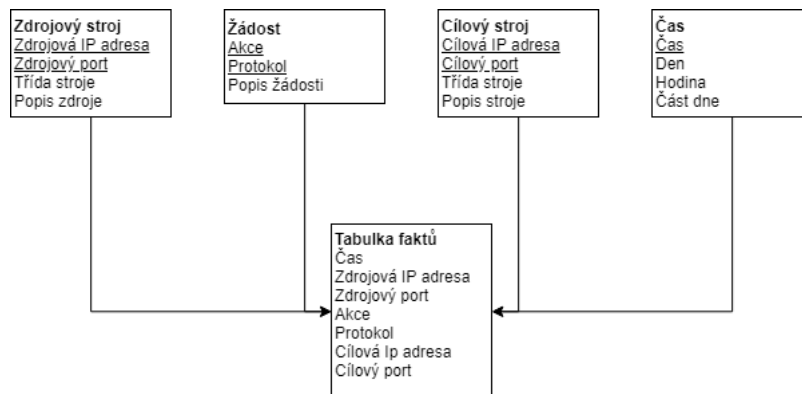 Zdrojový stroj
Zdrojová IP adresa
Zdrojový port
Třída stroje
Popis zdroje
Žádost
Akce
Protokol
Popis žádosti
Cílový stroj
Cílová IP adresa
Cílový port
Třída stroje
Popis stroje
Čas
Čas
Den
Hodina
Část dne
Tabulka faktů
Čas
Zdrojová IP adresa
Zdrojový port
Akce
Protokol
Cílová Ip adresa
Cílový port